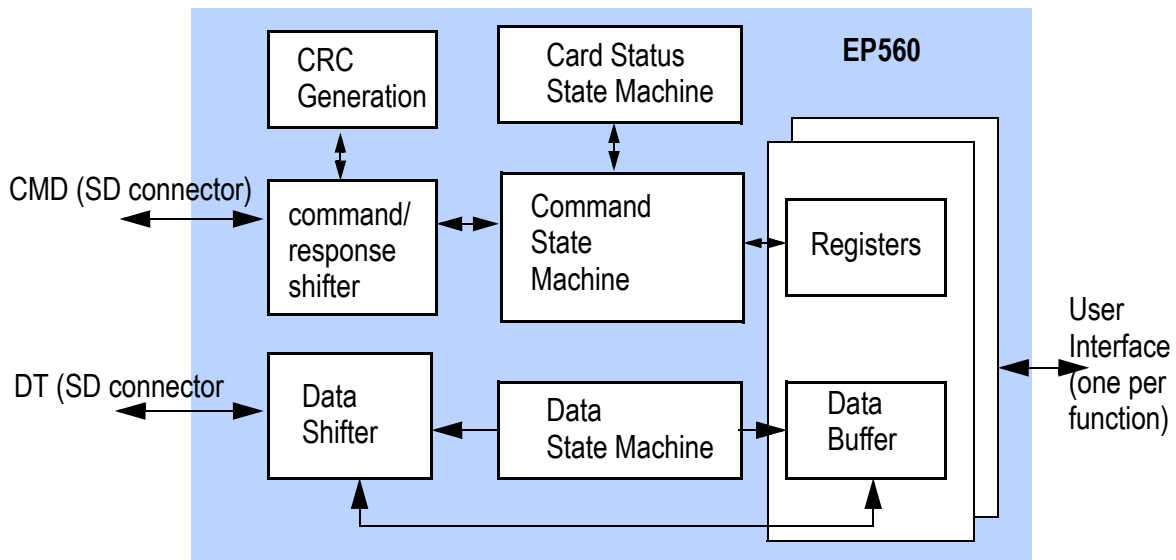 CRC
Generation
Card Status
State Machine
EP560
CMD (SD connector)
command/
response
shifter
Command
State
Machine
Registers
User
Interface
(one per
function)
DT (SD connector
Data
Shifter
Data
State Machine
Data
Buffer